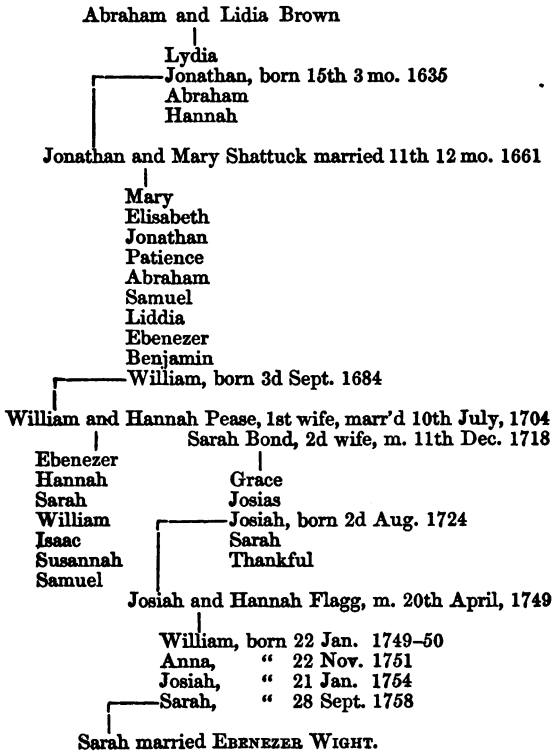 Abraham and Lidia Brown
Lydia
Jonathan, born 15th 3 mo. 1635
Abraham
Hannah
Jonathan and Mary Shattuck married 11th 12 mo. 1661
Mary
Elisabeth
Jonathan
Patience
Abraham
Samuel
Liddia
Ebenezer
Benjamin
William, born 3d Sept. 1684
William and Hannah Pease, 1st wife, marr'd 10th July, 1704
Sarah Bond, 2d wife, m. 11th Dec. 1718
Ebenezer
Hannah
Sarah
William
Isaac
Susannah
Samuel
Grace
Josias
Josiah, born 2d Aug. 1724
Sarah
Thankful
Josiah and Hannah Flagg, m. 20th April, 1749
William, born 22 Jan. 1749–50
Anna, “ 22 Nov. 1751
Josiah, “ 21 Jan. 1754
Sarah, “ 28 Sept. 1758
Sarah married EBENEZER WIGHT.